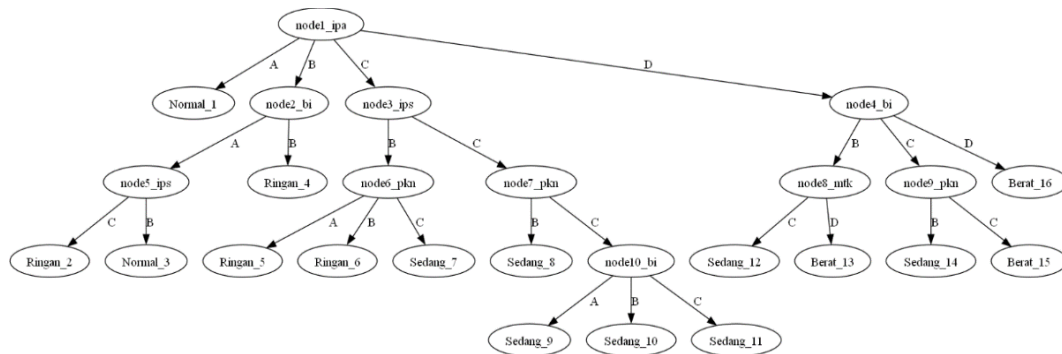 node1_ipa
A B C D
Normal_1 node2_bi node3_ips node4_bi
A B B C B C D
node5_ips Ringan_4 node6_pkn node7_pkn node8_mtk node9_pkn Berat_16
C B A B C B C C D B C
Ringan_2 Normal_3 Ringan_5 Ringan_6 Sedang_7 Sedang_8 node10_bi Sedang_12 Berat_13 Sedang_14 Berat_15
A B C
Sedang_9 Sedang_10 Sedang_11